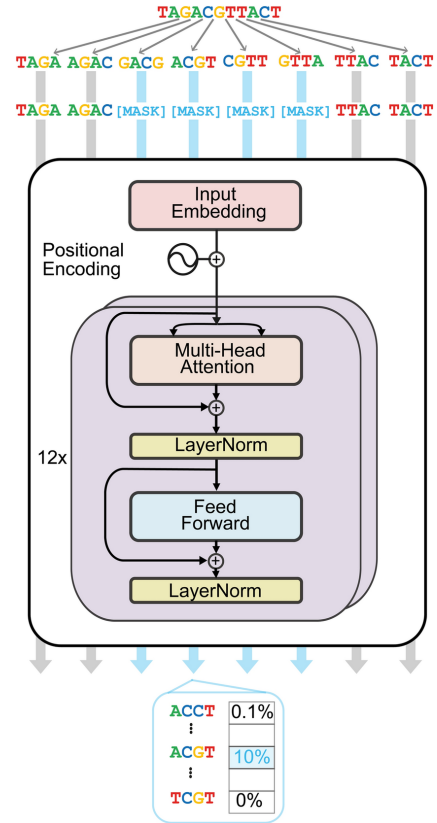 TAGACGTTACT
TAGA AGAC GACG ACGT CGTT GTTA TTAC TACT
TAGA AGAC [MASK] [MASK] [MASK] [MASK] TTAC TACT
Input
Embedding
Positional
Encoding
Multi-Head
Attention
LayerNorm
12x
Feed
Forward
LayerNorm
ACCT 0.1%
ACGT 10%
TCGT 0%